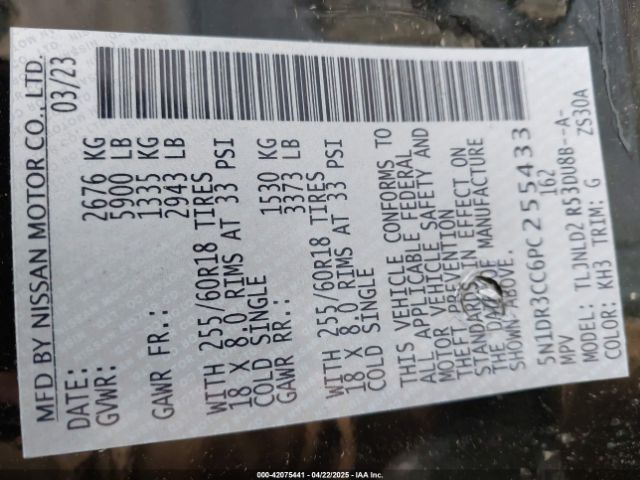 MFD BY NISSAN MOTOR CO., LTD.
DATE: 03/23
GVWR: 2676 KG
5900 LB
GAWR FR.: 1335 KG
2943 LB
WITH 255/60R18 TIRES
18 X 8.0 RIMS AT 33 PSI
COLD SINGLE
GAWR RR.: 1530 KG
3373 LB
WITH 255/60R18 TIRES
18 X 8.0 RIMS AT 33 PSI
COLD SINGLE
THIS VEHICLE CONFORMS TO
ALL APPLICABLE FEDERAL
MOTOR VEHICLE SAFETY AND
THEFT PREVENTION
STANDARDS IN EFFECT ON
THE DATE OF MANUFACTURE
SHOWN ABOVE.
5N1DR3CC6PC255433
MPV 162
MODEL: TLJNLD2 R53DU8B--A-
COLOR: KH3 TRIM: G ZS30A
000-42075441 - 04/22/2025 - IAAI.COM